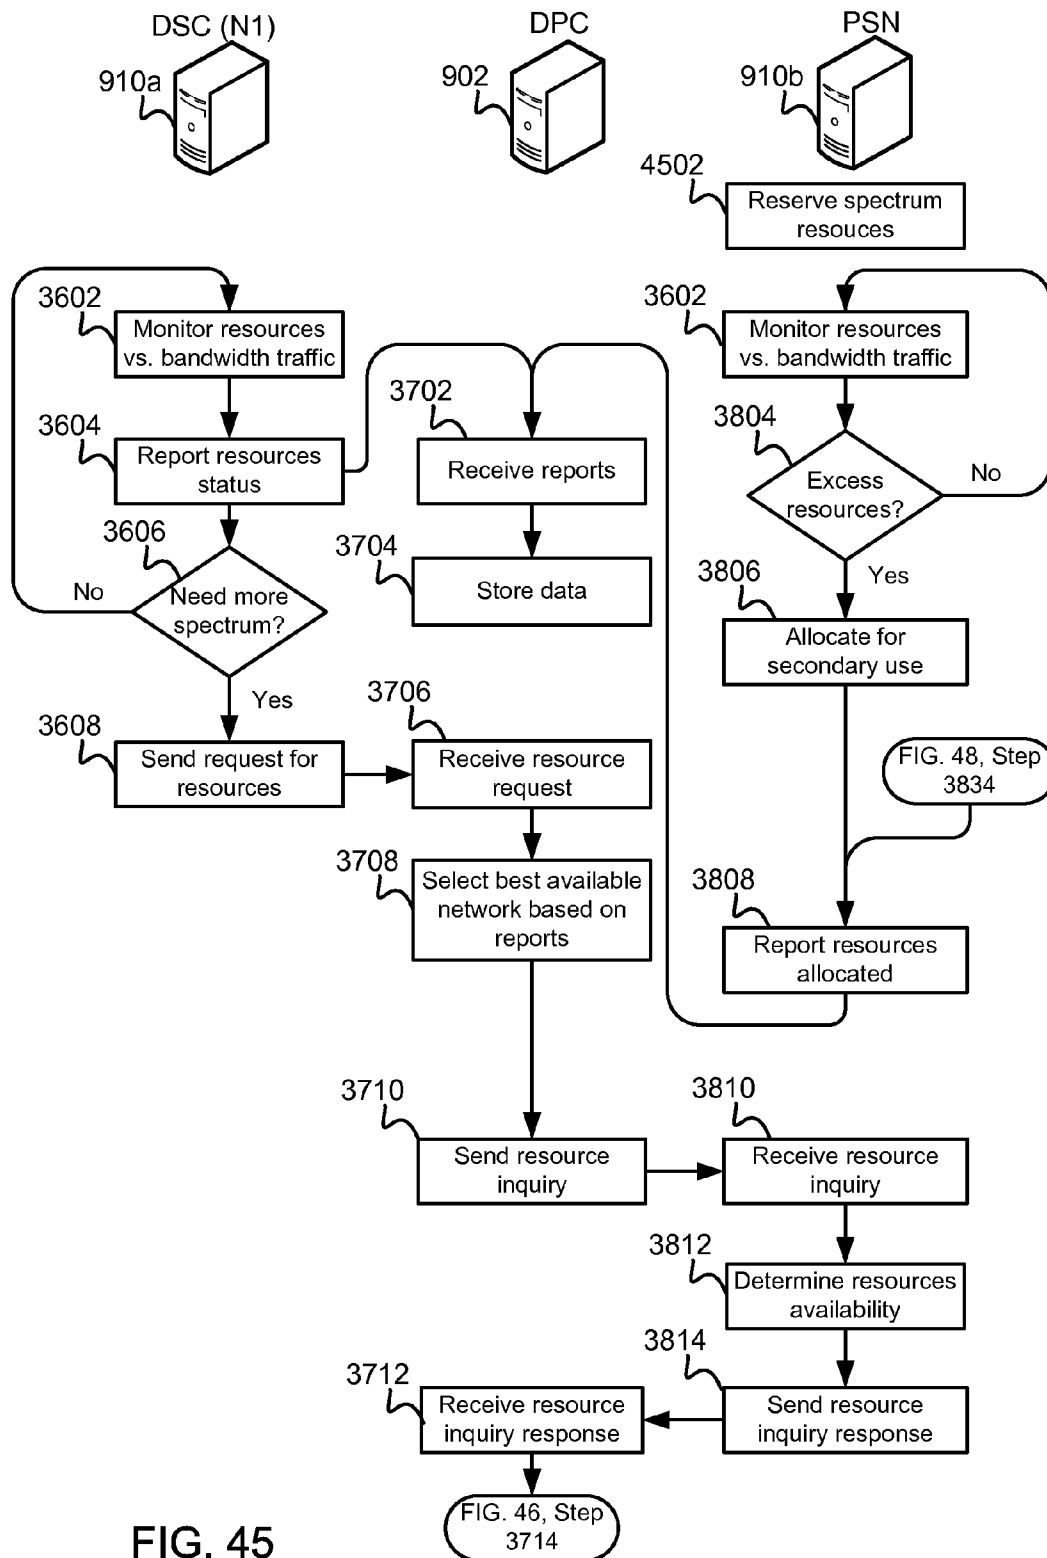 DSC (N1)
DPC
PSN
910a
902
910b
4502
Reserve spectrum
resouces
3602
Monitor resources
vs. bandwidth traffic
3602
Monitor resources
vs. bandwidth traffic
3604
Report resources
status
3702
Receive reports
3804
Excess
resources?
No
Yes
3606
Need more
spectrum?
No
Yes
3704
Store data
3806
Allocate for
secondary use
3608
Send request for
resources
3706
Receive resource
request
FIG. 48, Step
3834
3708
Select best available
network based on
reports
3808
Report resources
allocated
3710
Send resource
inquiry
3810
Receive resource
inquiry
3812
Determine resources
availability
3814
Send resource
inquiry response
3712
Receive resource
inquiry response
FIG. 46, Step
3714
FIG. 45